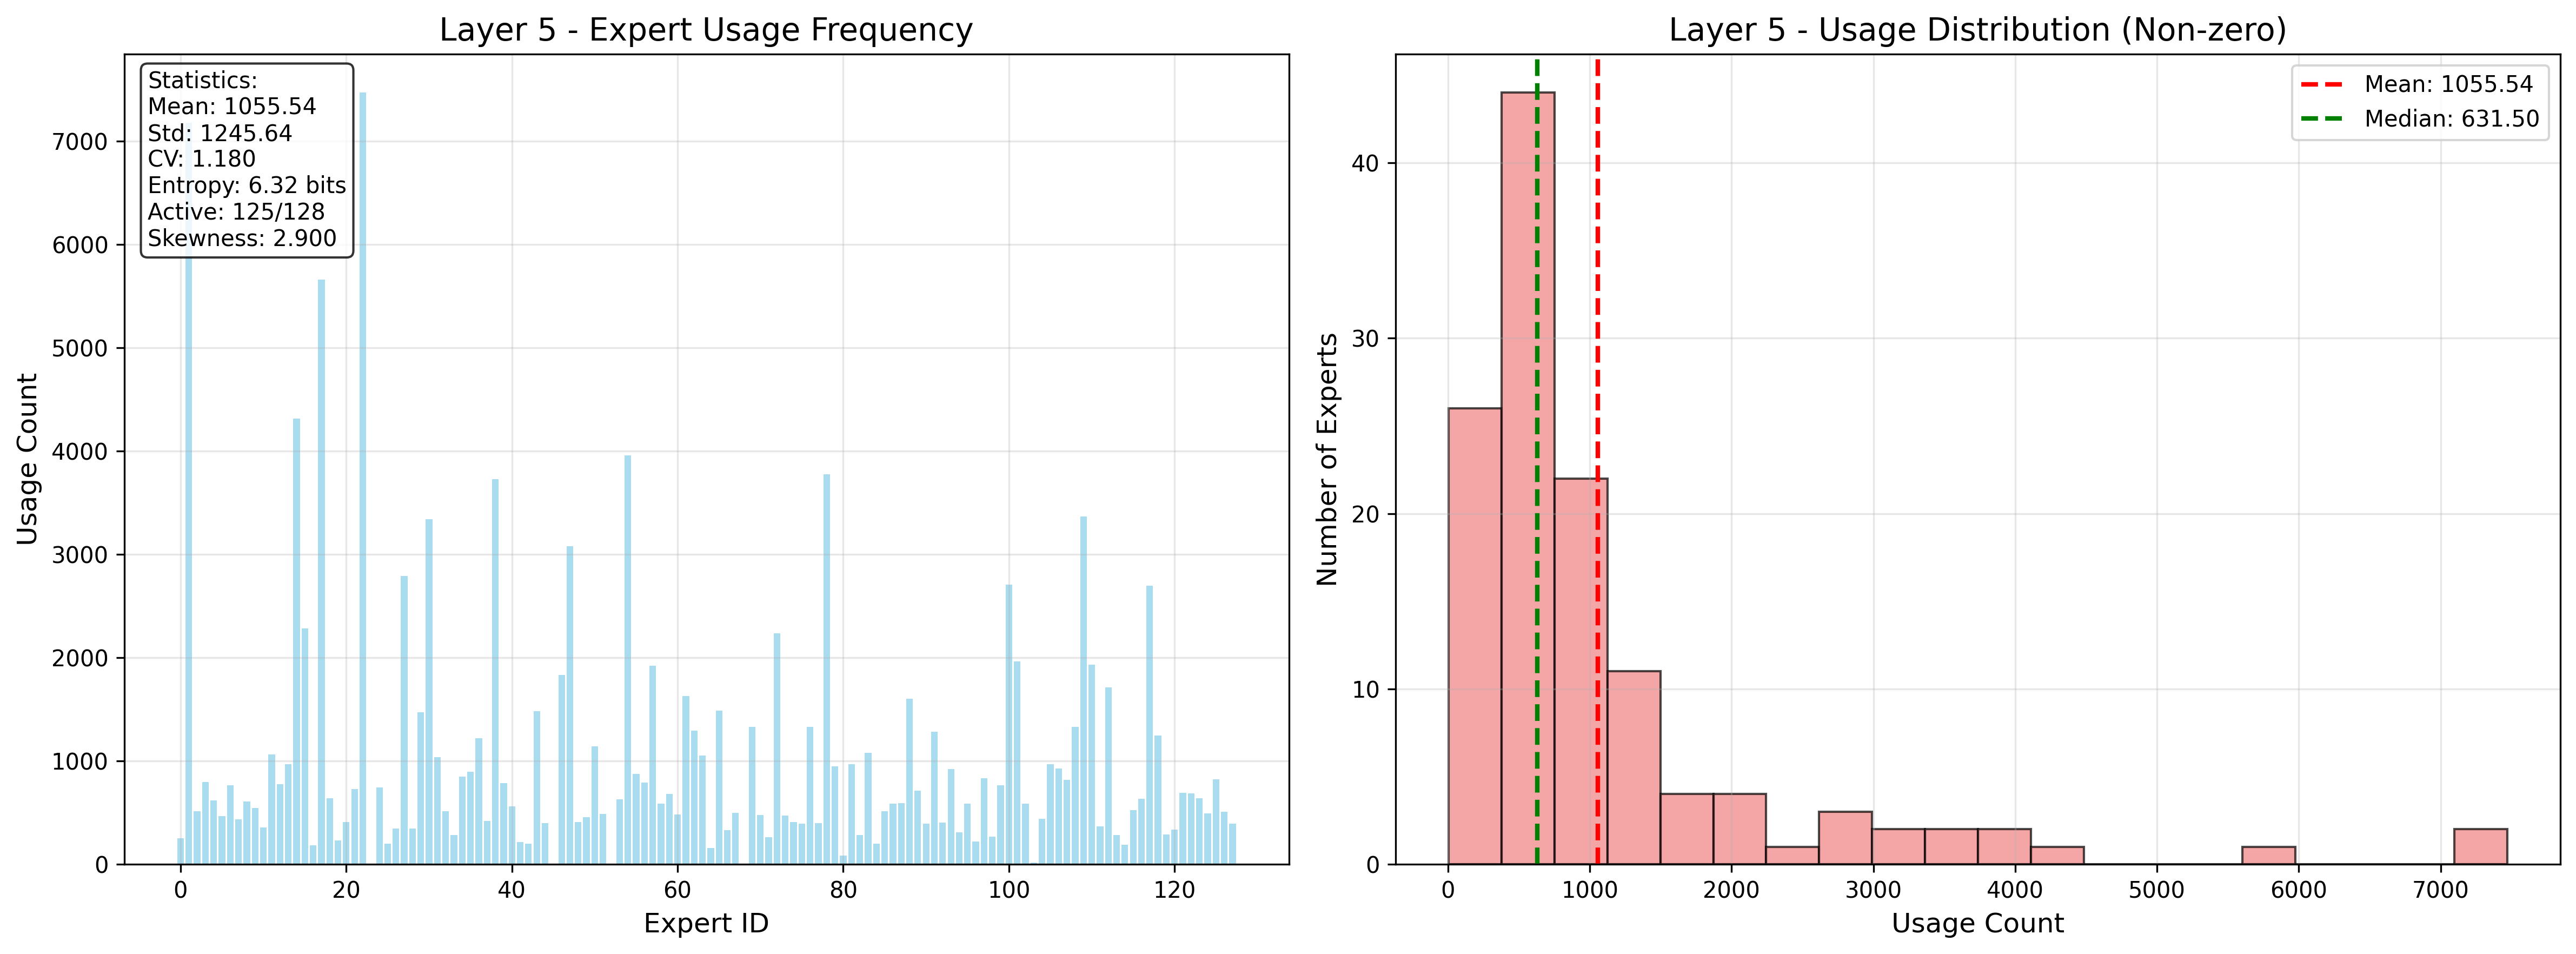 Layer 5 - Expert Usage Frequency
Statistics:
Mean: 1055.54
Std: 1245.64
CV: 1.180
Entropy: 6.32 bits
Active: 125/128
Skewness: 2.900
7000
6000
5000
4000
3000
2000
1000
0
Usage Count
0 20 40 60 80 100 120
Expert ID
Layer 5 - Usage Distribution (Non-zero)
Mean: 1055.54
Median: 631.50
40
30
20
10
0
Number of Experts
0 1000 2000 3000 4000 5000 6000 7000
Usage Count